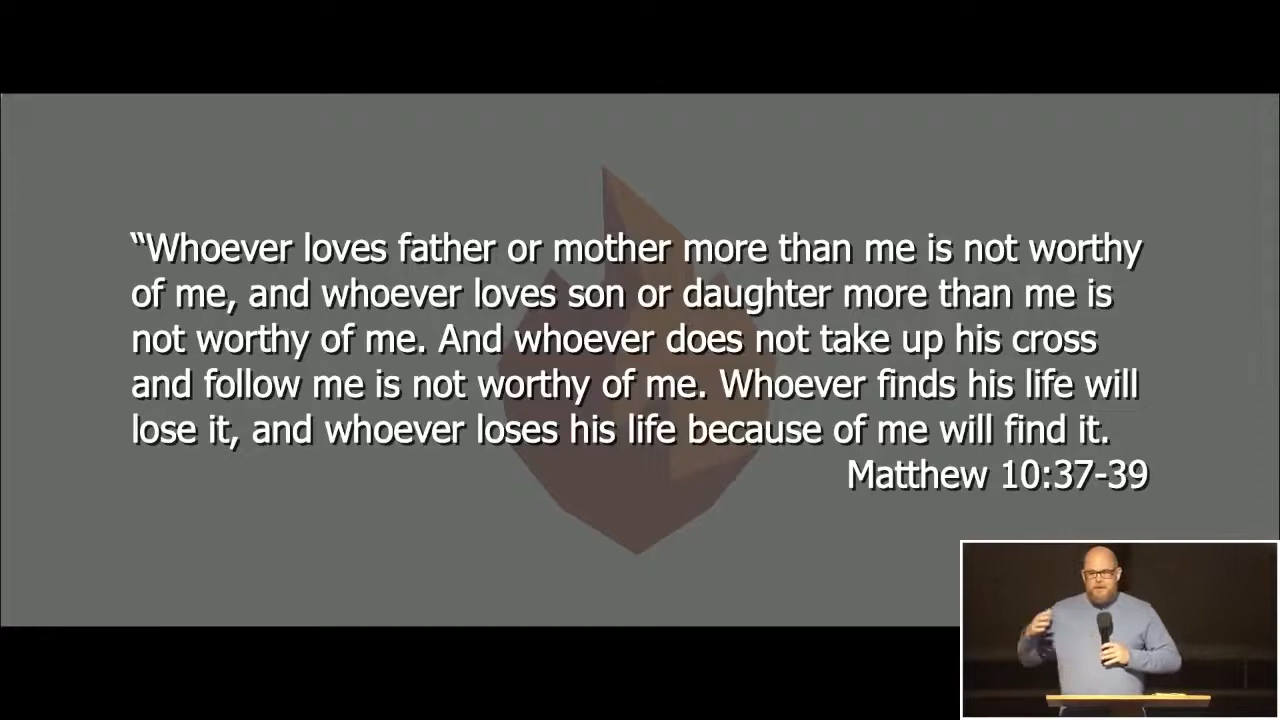 “Whoever loves father or mother more than me is not worthy
of me, and whoever loves son or daughter more than me is
not worthy of me. And whoever does not take up his cross
and follow me is not worthy of me. Whoever finds his life will
lose it, and whoever loses his life because of me will find it.
Matthew 10:37-39